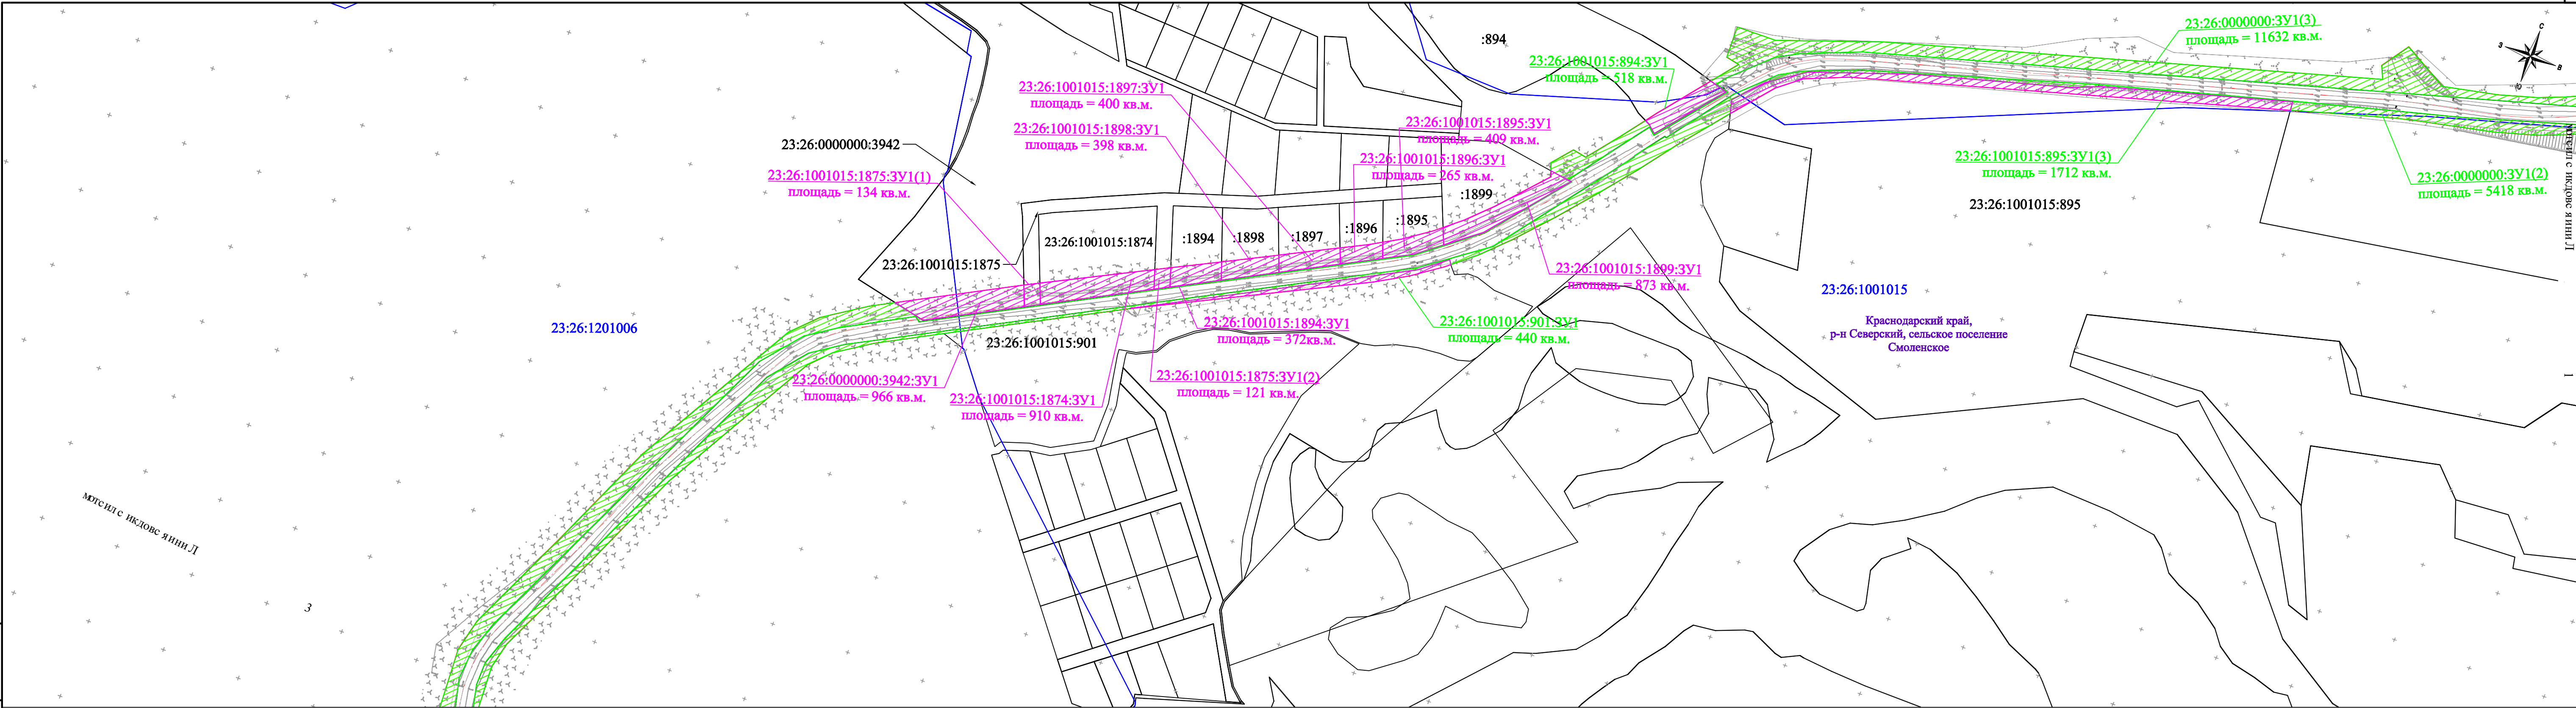 23:26:0000000:ЗУ1(3)
площадь = 11632 кв.м.
С
З
В
Ю
:894
23:26:1001015:894:ЗУ1
площадь = 518 кв.м.
23:26:1001015:1897:ЗУ1
площадь = 400 кв.м.
23:26:1001015:1898:ЗУ1
площадь = 398 кв.м.
23:26:1001015:1895:ЗУ1
площадь = 409 кв.м.
23:26:1001015:1896:ЗУ1
площадь = 265 кв.м.
23:26:0000000:3942
23:26:1001015:1875:ЗУ1(1)
площадь = 134 кв.м.
23:26:1001015:895:ЗУ1(3)
площадь = 1712 кв.м.
23:26:0000000:ЗУ1(2)
площадь = 5418 кв.м.
23:26:1001015:895
:1899
:1895
:1896
:1897
:1898
:1894
23:26:1001015:1874
23:26:1001015:1875
23:26:1001015:1899:ЗУ1
площадь = 873 кв.м.
23:26:1001015
Краснодарский край,
р-н Северский, сельское поселение
Смоленское
23:26:1201006
23:26:1001015:901
23:26:1001015:1894:ЗУ1
площадь = 372кв.м.
23:26:1001015:901:ЗУ1
площадь = 440 кв.м.
23:26:0000000:3942:ЗУ1
площадь = 966 кв.м.
23:26:1001015:1874:ЗУ1
площадь = 910 кв.м.
23:26:1001015:1875:ЗУ1(2)
площадь = 121 кв.м.
мотсил с икдовс яини Л
3
мотсил с икдовс яини Л
1